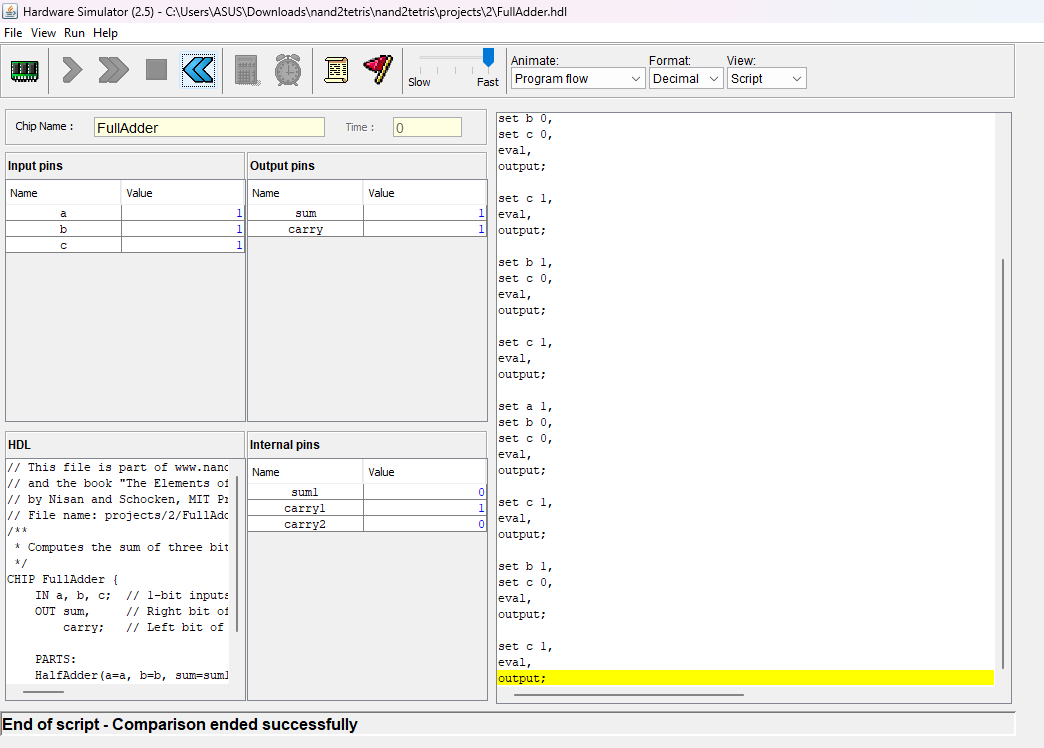 Hardware Simulator (2.5) - C:\Users\ASUS\Downloads\nand2tetris\nand2tetris\projects\2\FullAdder.hdl
File View Run Help
Slow Fast
Animate: Format: View:
Program flow Decimal Script
Chip Name : FullAdder Time : 0
Input pins
Name Value
a 1
b 1
c 1
Output pins
Name Value
sum 1
carry 1
HDL
// This file is part of www.nand
// and the book "The Elements of
// by Nisan and Schocken, MIT Pr
// File name: projects/2/FullAdd
/**
* Computes the sum of three bit
*/
CHIP FullAdder {
IN a, b, c; // 1-bit inputs
OUT sum, // Right bit of
carry; // Left bit of
PARTS:
HalfAdder(a=a, b=b, sum=sum1
Internal pins
Name Value
sum1 0
carry1 1
carry2 0
set b 0,
set c 0,
eval,
output;
set c 1,
eval,
output;
set b 1,
set c 0,
eval,
output;
set c 1,
eval,
output;
set a 1,
set b 0,
set c 0,
eval,
output;
set c 1,
eval,
output;
set b 1,
set c 0,
eval,
output;
set c 1,
eval,
output;
End of script - Comparison ended successfully